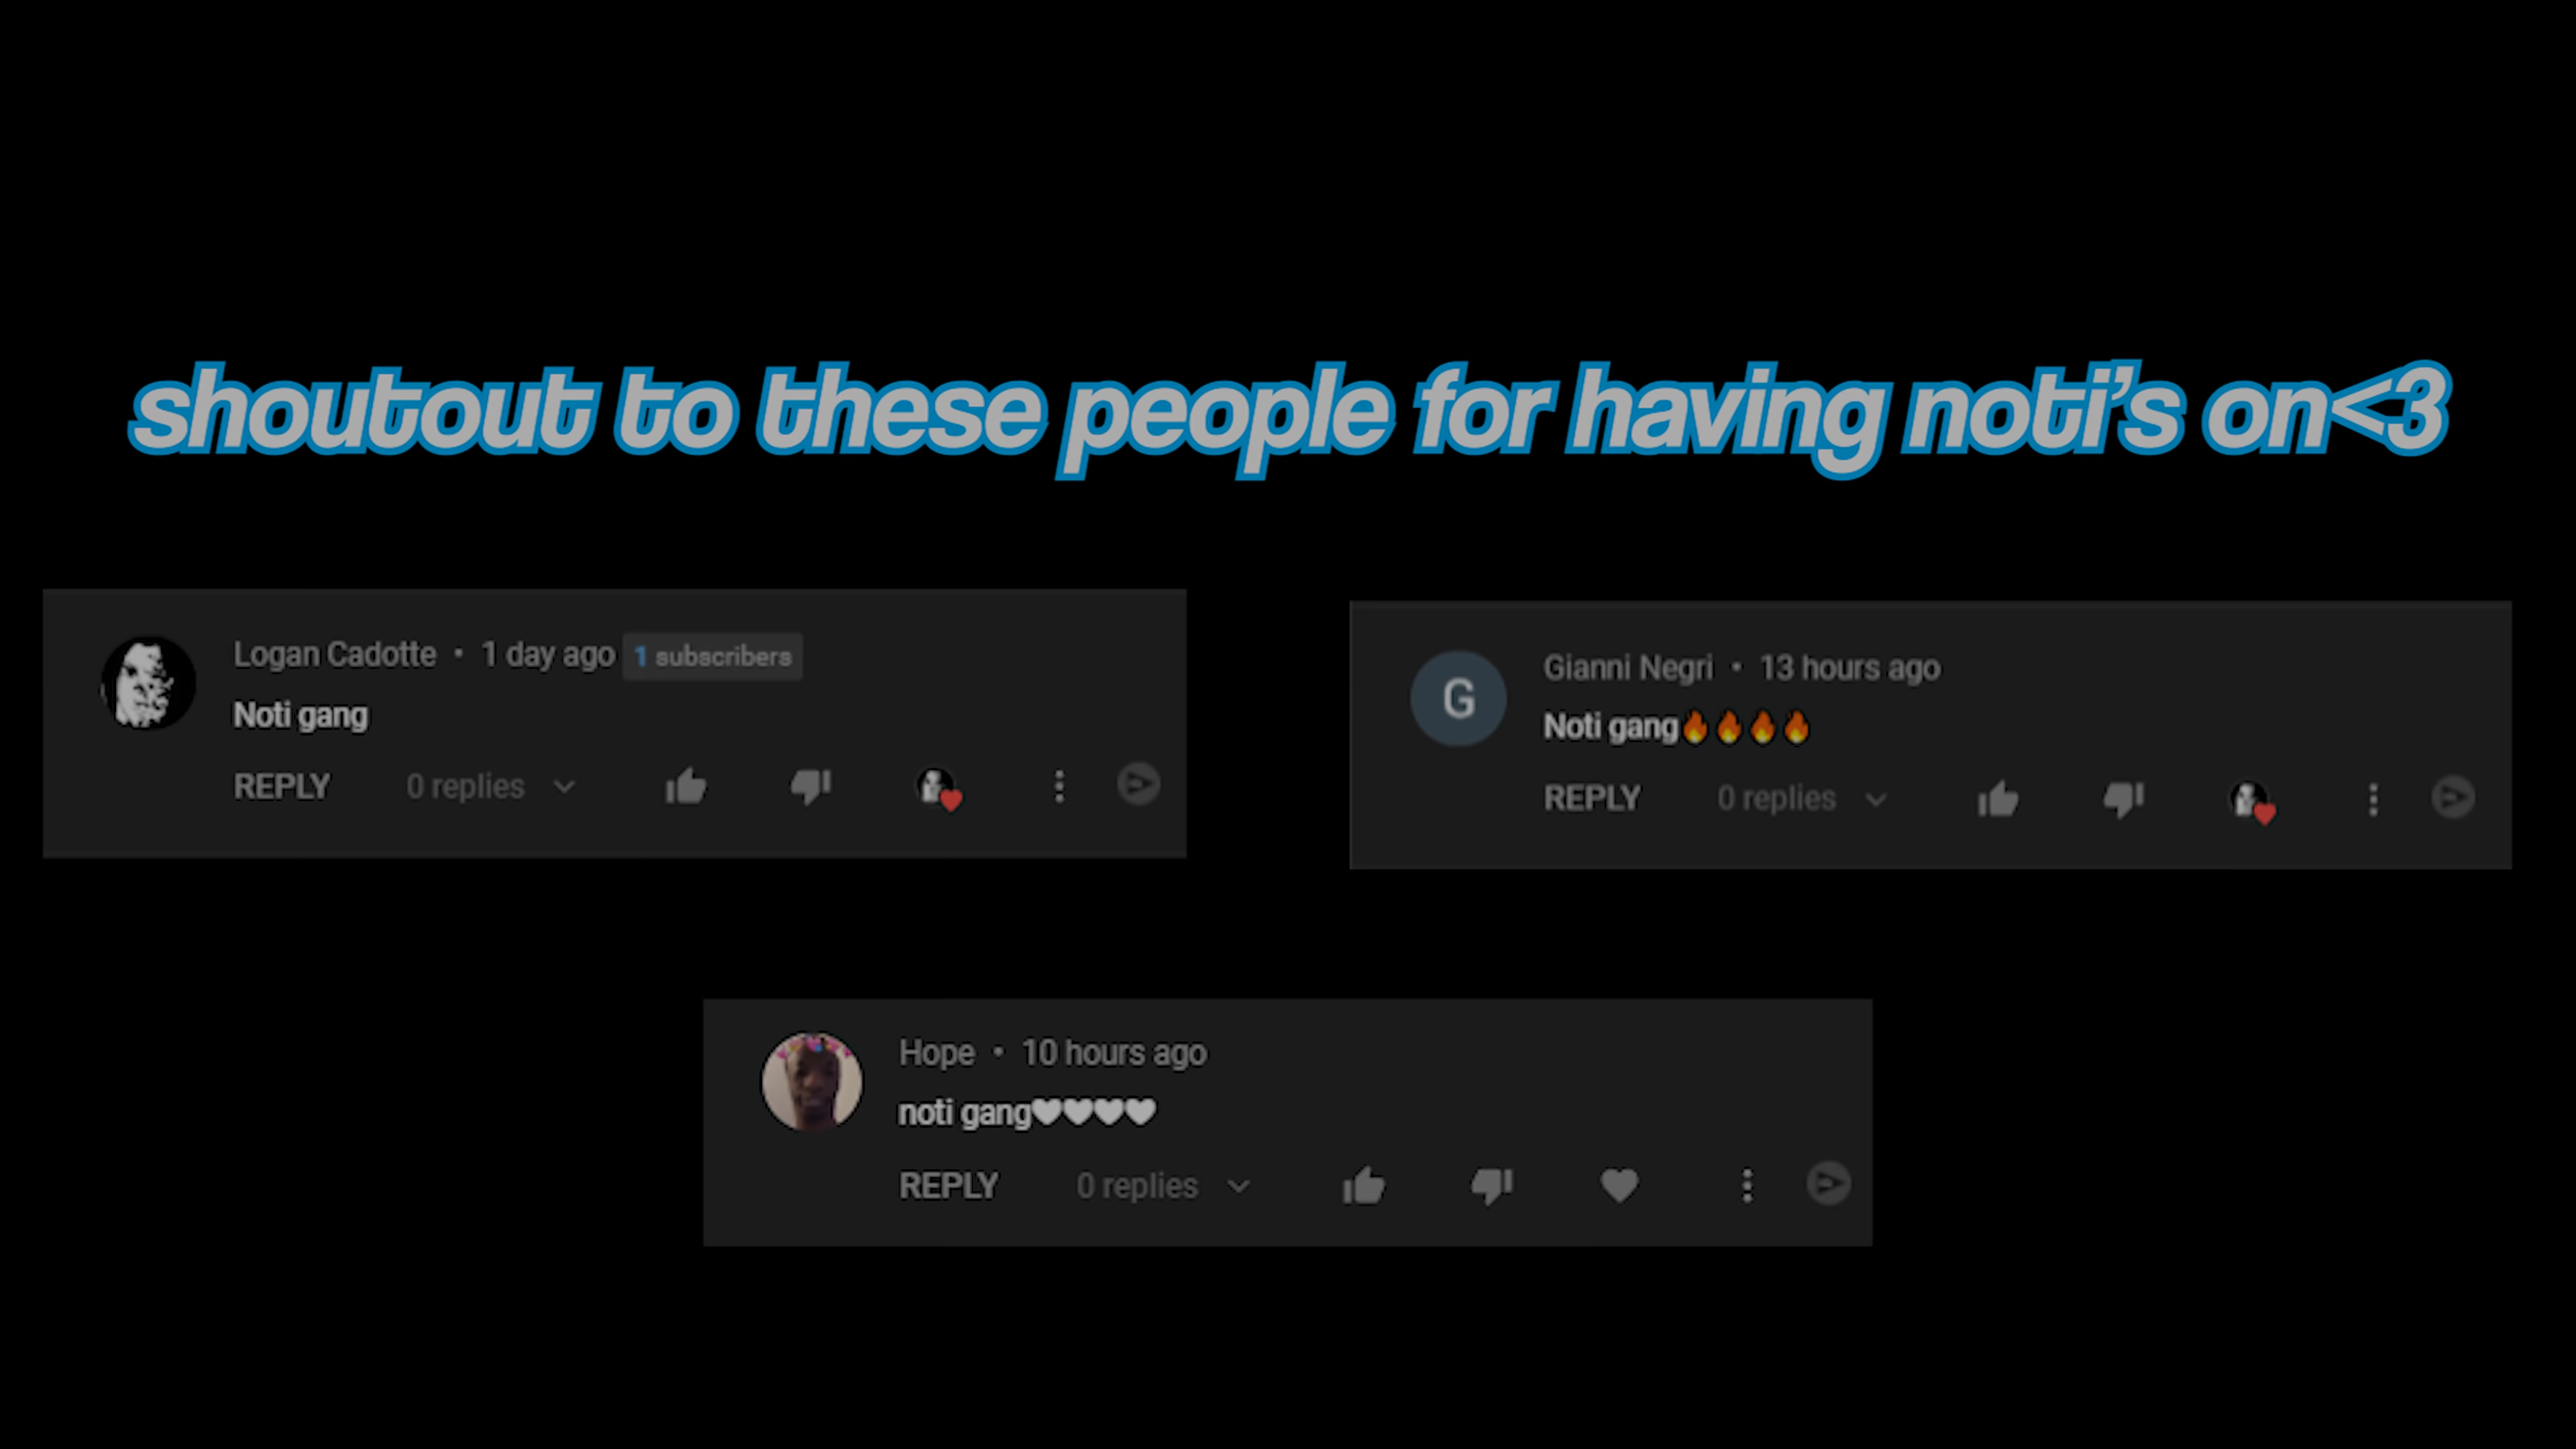 shoutout to these people for having noti's on<3
Logan Cadotte • 1 day ago 1 subscribers
Noti gang
REPLY 0 replies
G
Gianni Negri • 13 hours ago
Noti gang🔥🔥🔥🔥
REPLY 0 replies
Hope • 10 hours ago
noti gang🤍🤍🤍🤍
REPLY 0 replies